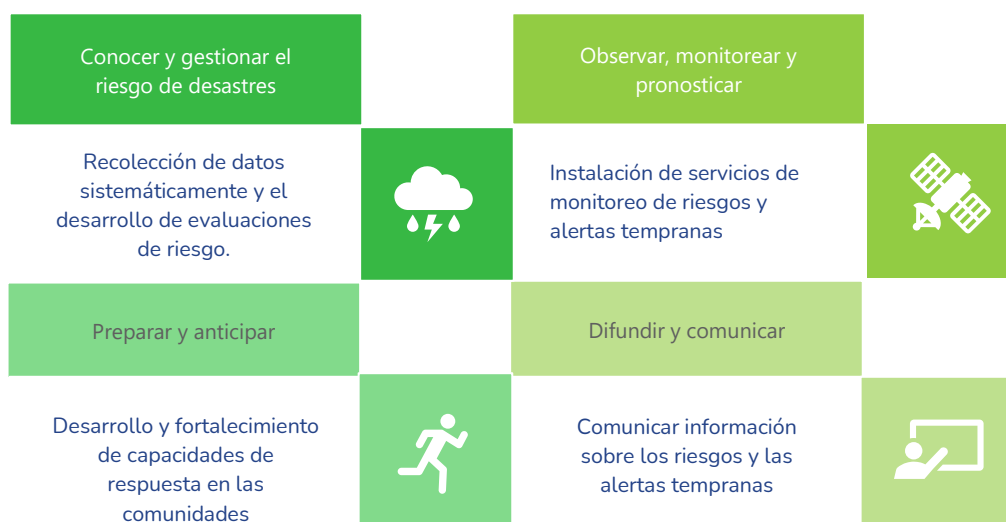 Conocer y gestionar el
riesgo de desastres
Recolección de datos
sistemáticamente y el
desarrollo de evaluaciones
de riesgo.
Observar, monitorear y
pronosticar
Instalación de servicios de
monitoreo de riesgos y
alertas tempranas
Preparar y anticipar
Desarrollo y fortalecimiento
de capacidades de
respuesta en las
comunidades
Difundir y comunicar
Comunicar información
sobre los riesgos y las
alertas tempranas